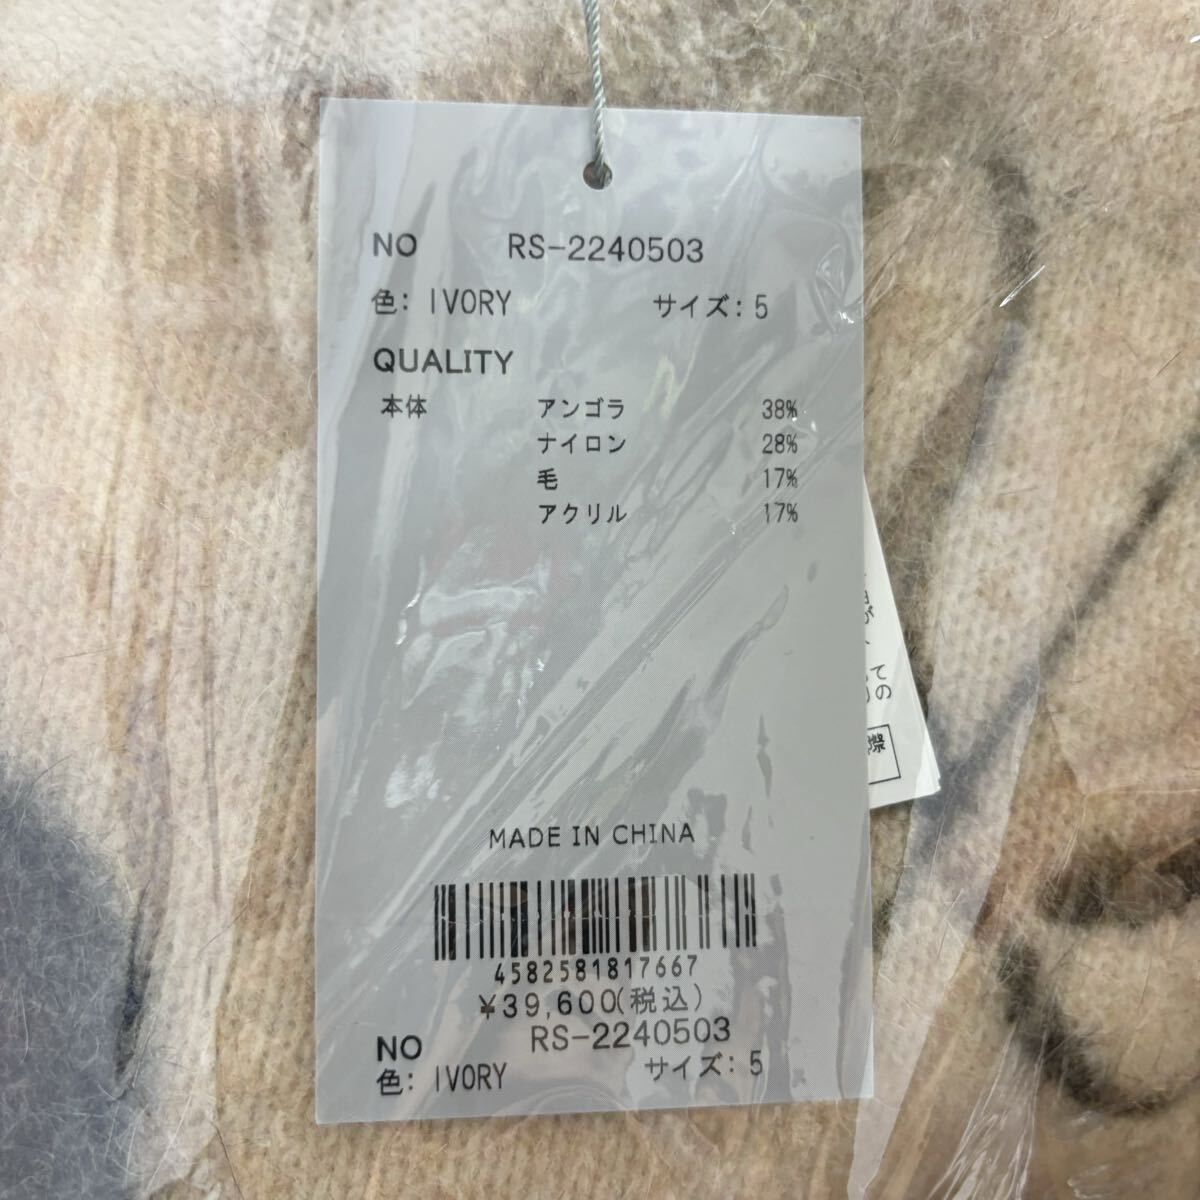 NO RS-2240503
色: IVORY サイズ: 5
QUALITY
本体 アンゴラ 38%
ナイロン 28%
毛 17%
アクリル 17%
MADE IN CHINA
4582581817667
¥39,600(税込)
NO RS-2240503
色: IVORY サイズ: 5